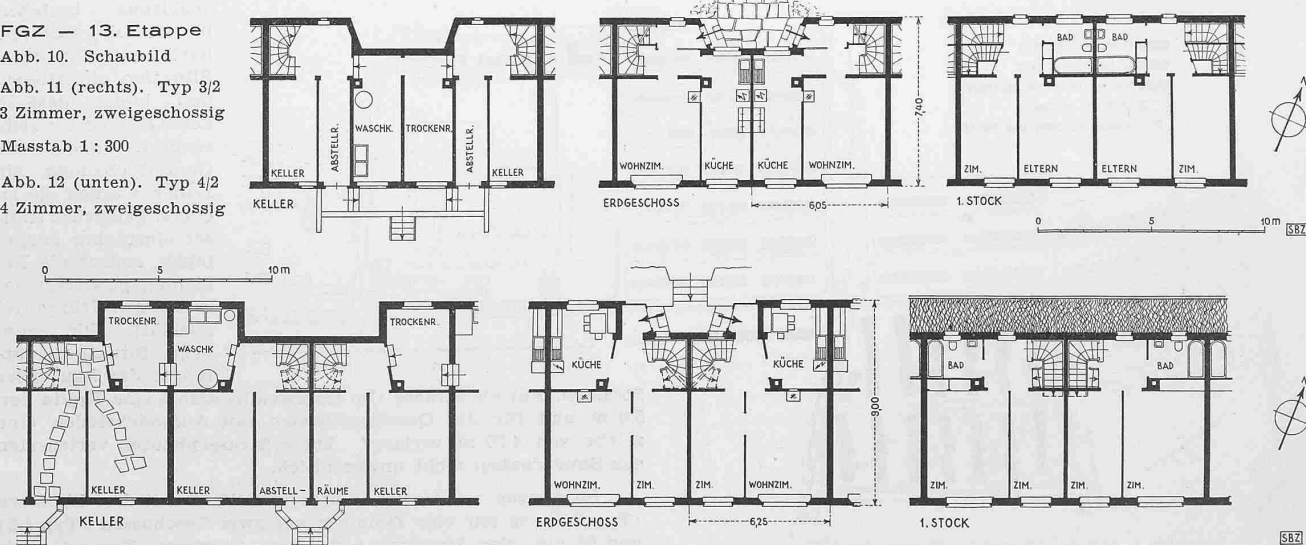 FGZ — 13. Etappe
Abb. 10. Schaubild
Abb. 11 (rechts). Typ 3/2
3 Zimmer, zweigeschossig
Masstab 1 : 300
Abb. 12 (unten). Typ 4/2
4 Zimmer, zweigeschossig
KELLER
ABSTELLR.
WASCHK.
TROCKENR.
ABSTELLR.
KELLER
KELLER
WOHNZIM.
KÜCHE
KÜCHE
WOHNZIM.
7,40
6,05
ERDGESCHOSS
BAD
BAD
ZIM.
ELTERN
ELTERN
ZIM.
1. STOCK
0 5 10 m
SBZ
0 5 10 m
TROCKENR.
WASCHK
TROCKENR.
KELLER
KELLER
ABSTELL-
RÄUME
KELLER
KELLER
KÜCHE
KÜCHE
WOHNZIM.
ZIM.
ZIM.
WOHNZIM.
9,00
6,25
ERDGESCHOSS
BAD
BAD
ZIM.
ZIM.
ZIM.
ZIM.
1. STOCK
SBZ